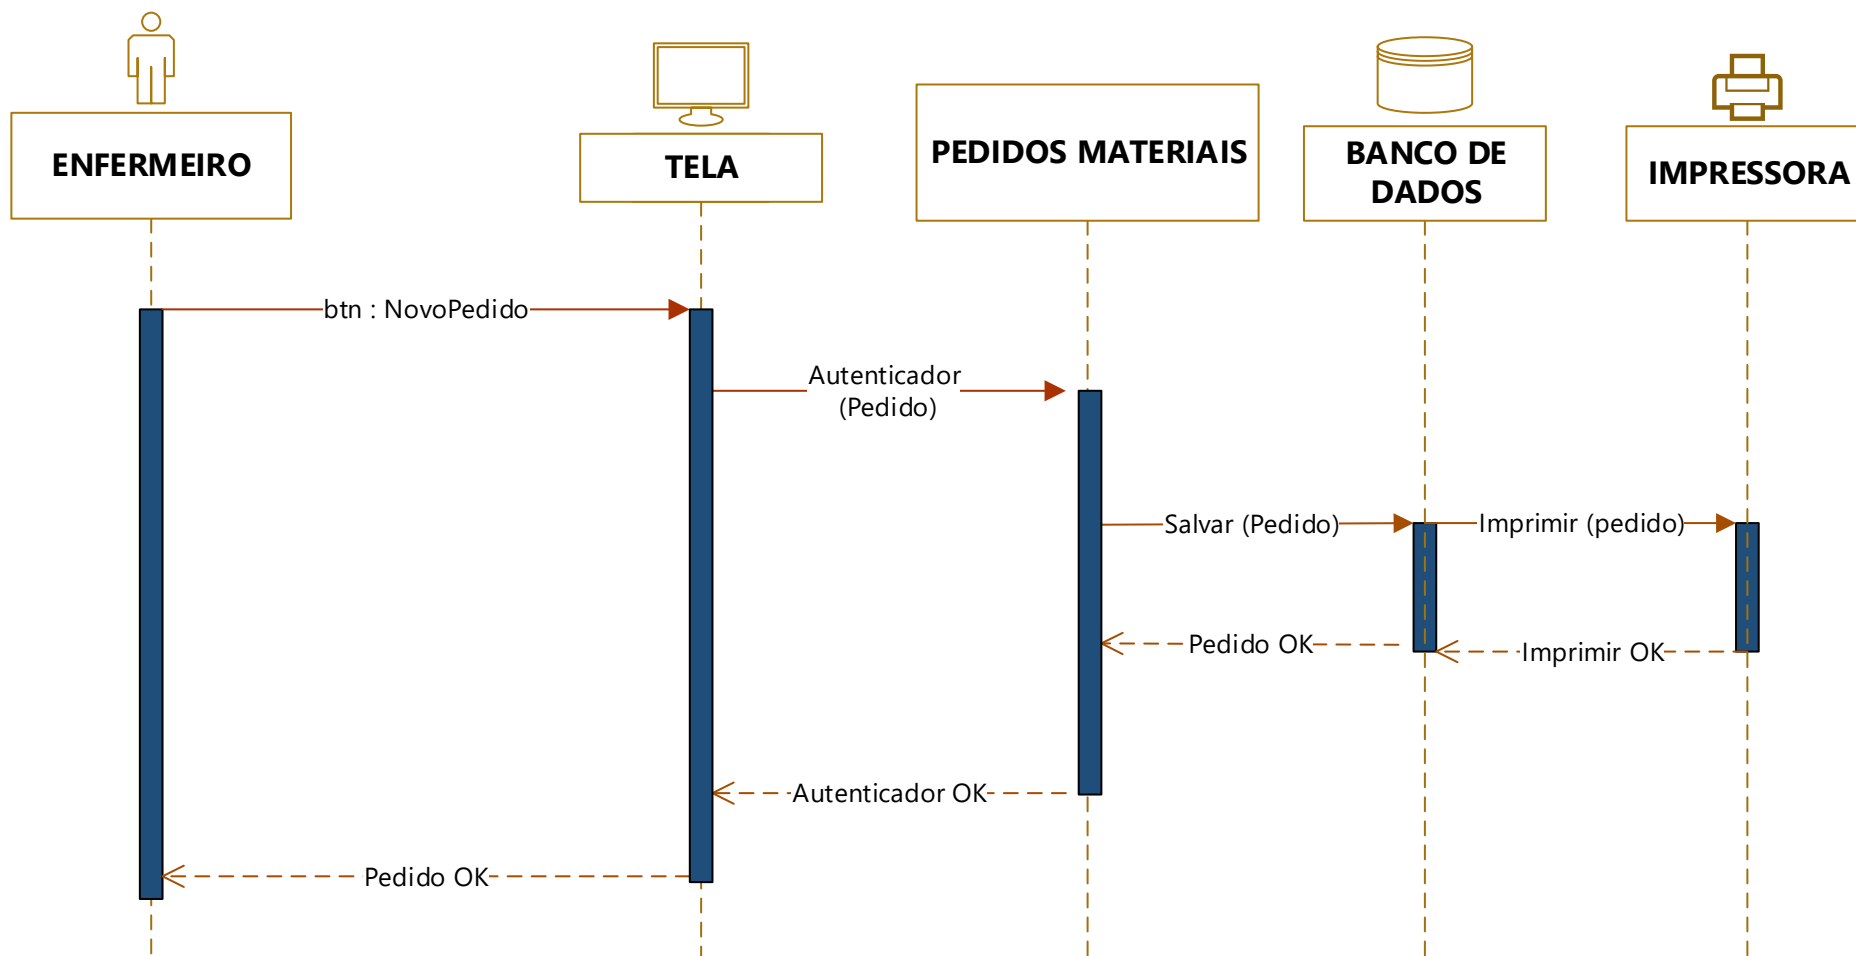 ENFERMEIRO
TELA
PEDIDOS MATERIAIS
BANCO DE
DADOS
IMPRESSORA
btn : NovoPedido
Autenticador
(Pedido)
Salvar (Pedido)
Imprimir (pedido)
Pedido OK
Imprimir OK
Autenticador OK
Pedido OK